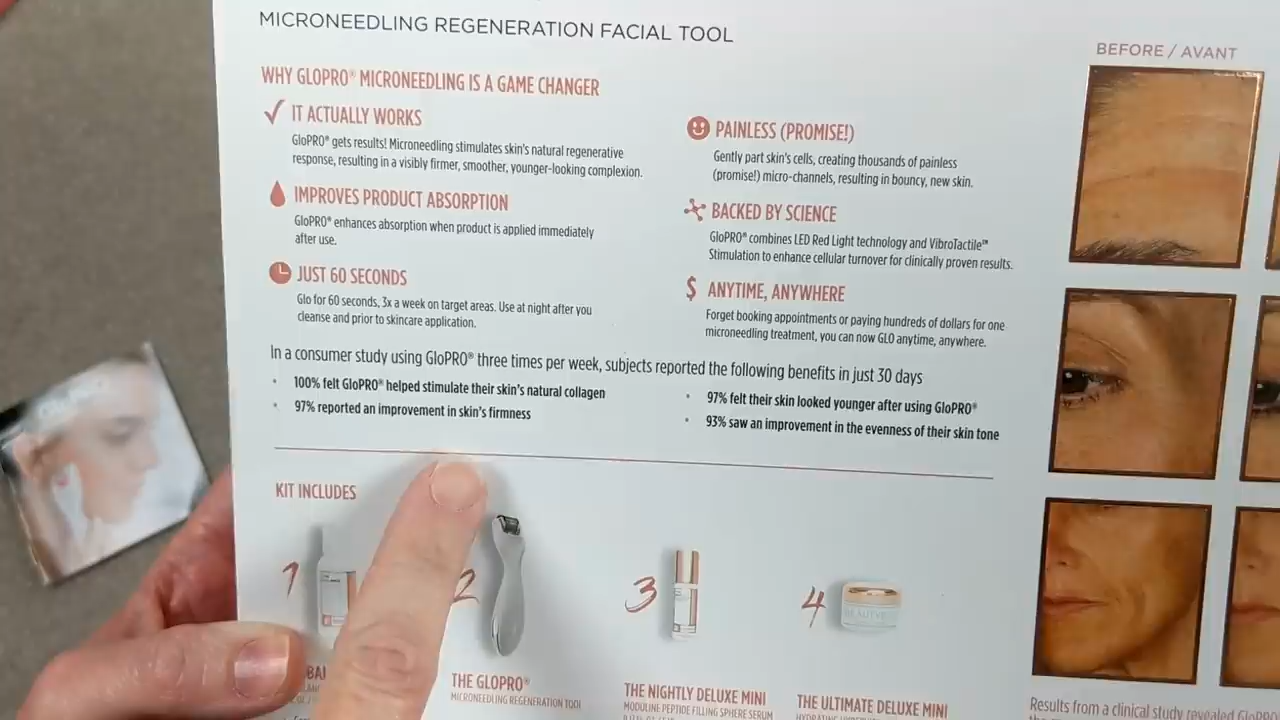 MICRONEEDLING REGENERATION FACIAL TOOL
WHY GLOPRO® MICRONEEDLING IS A GAME CHANGER
IT ACTUALLY WORKS
GloPRO® gets results! Microneedling stimulates skin's natural regenerative
response, resulting in a visibly firmer, smoother, younger-looking complexion.
IMPROVES PRODUCT ABSORPTION
GloPRO® enhances absorption when product is applied immediately
after use.
JUST 60 SECONDS
Glo for 60 seconds, 3x a week on target areas. Use at night after you
cleanse and prior to skincare application.
PAINLESS (PROMISE!)
Gently part skin's cells, creating thousands of painless
(promise!) micro-channels, resulting in bouncy, new skin.
BACKED BY SCIENCE
GloPRO® combines LED Red Light technology and VibroTactile™
Stimulation to enhance cellular turnover for clinically proven results.
$ ANYTIME, ANYWHERE
Forget booking appointments or paying hundreds of dollars for one
microneedling treatment, you can now GLO anytime, anywhere.
In a consumer study using GloPRO® three times per week, subjects reported the following benefits in just 30 days
• 100% felt GloPRO® helped stimulate their skin's natural collagen
• 97% reported an improvement in skin's firmness
• 97% felt their skin looked younger after using GloPRO®
• 93% saw an improvement in the evenness of their skin tone
KIT INCLUDES
1
2
3
4
THE GLOPRO®
MICRONEEDLING REGENERATION TOOL
THE NIGHTLY DELUXE MINI
MODULINE PEPTIDE FILLING SPHERE SERUM
THE ULTIMATE DELUXE MINI
BEFORE / AVANT
Results from a clinical study revealed GloPRO